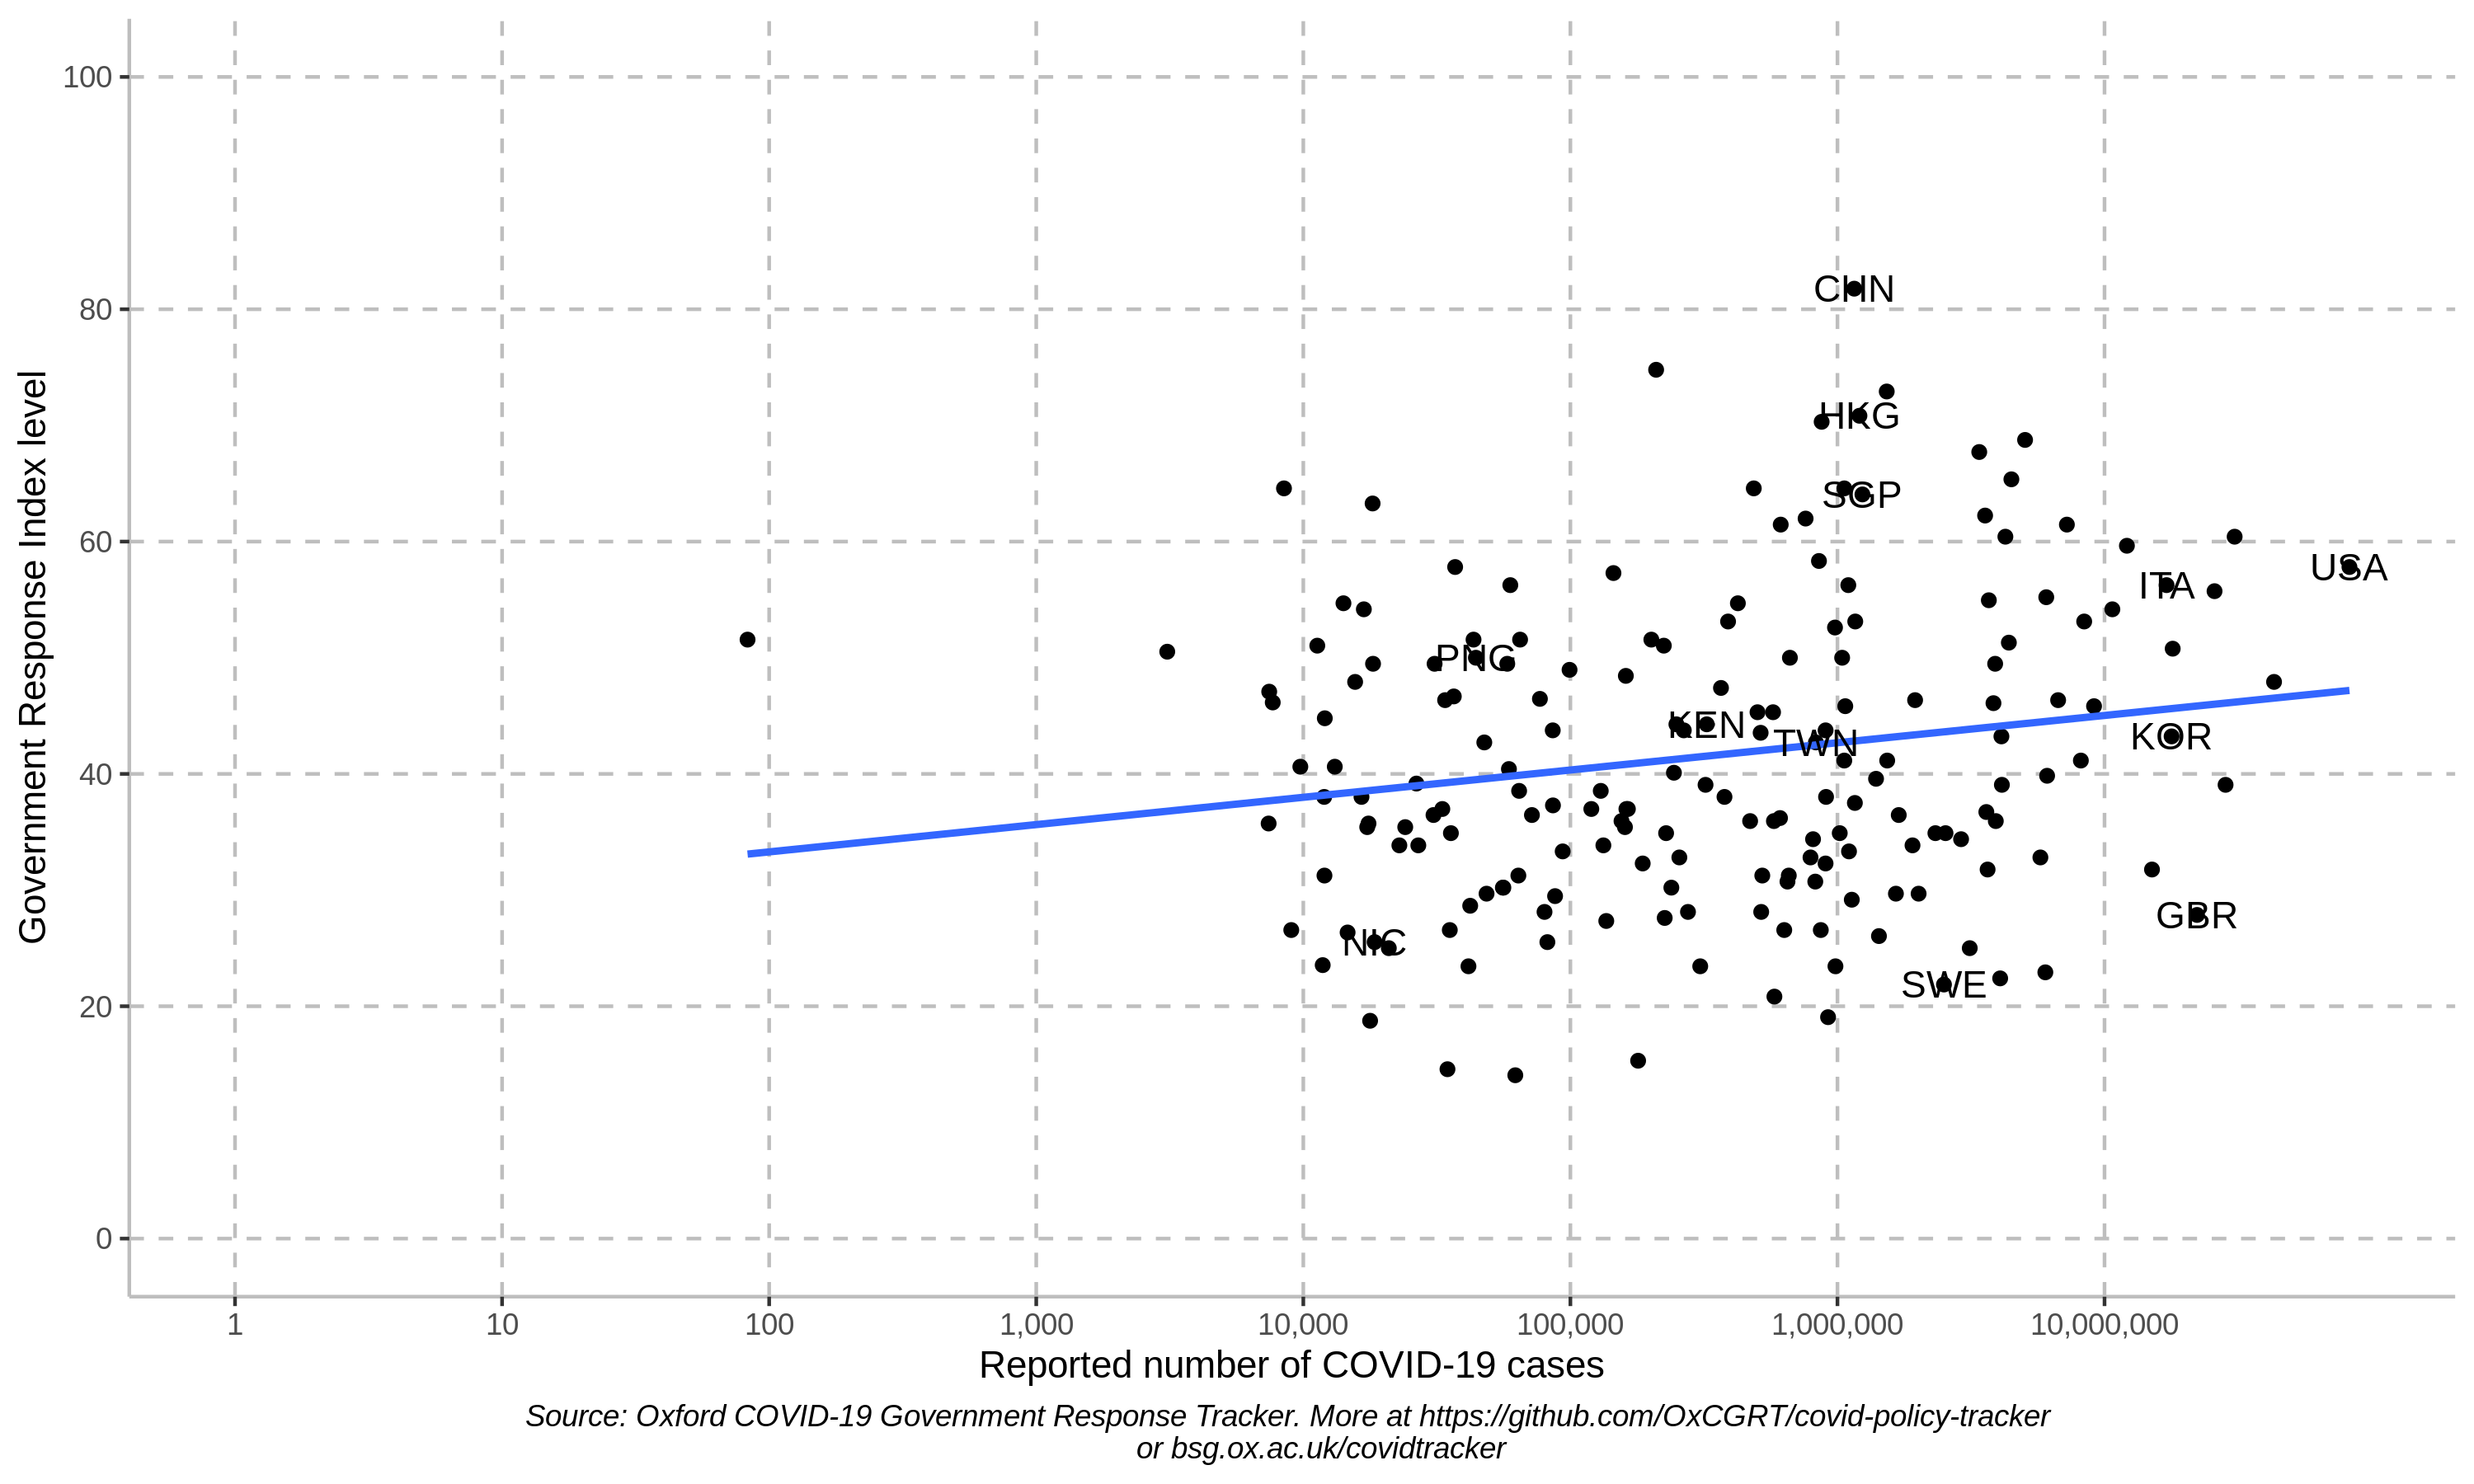 Government Response Index level
100
80
60
40
20
0
CHN
HKG
SGP
USA
ITA
PNG
KEN
TWN
KOR
GBR
NIC
SWE
1 10 100 1,000 10,000 100,000 1,000,000 10,000,000
Reported number of COVID-19 cases
Source: Oxford COVID-19 Government Response Tracker. More at https://github.com/OxCGRT/covid-policy-tracker
or bsg.ox.ac.uk/covidtracker